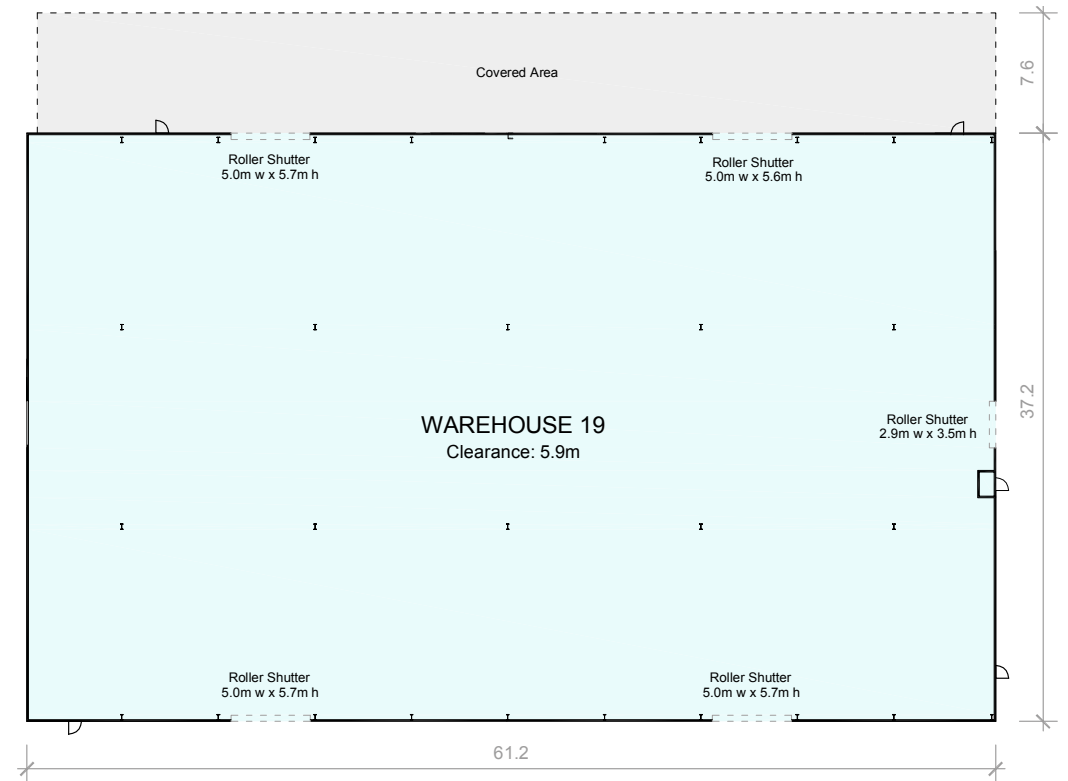 Covered Area
7.6
Roller Shutter
5.0m w x 5.7m h
Roller Shutter
5.0m w x 5.6m h
WAREHOUSE 19
Clearance: 5.9m
Roller Shutter
2.9m w x 3.5m h
37.2
Roller Shutter
5.0m w x 5.7m h
Roller Shutter
5.0m w x 5.7m h
61.2